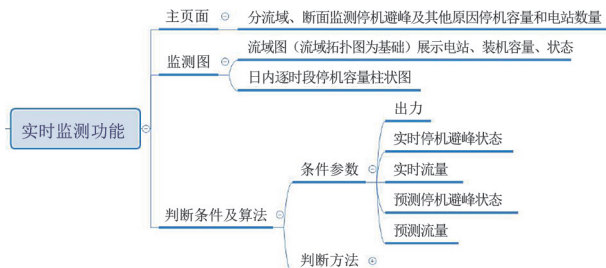 主页面
分流域、断面监测停机避峰及其他原因停机容量和电站数量
监测图
流域图（流域拓扑图为基础）展示电站、装机容量、状态
日内逐时段停机容量柱状图
实时监测功能
判断条件及算法
条件参数
出力
实时停机避峰状态
实时流量
预测停机避峰状态
预测流量
判断方法